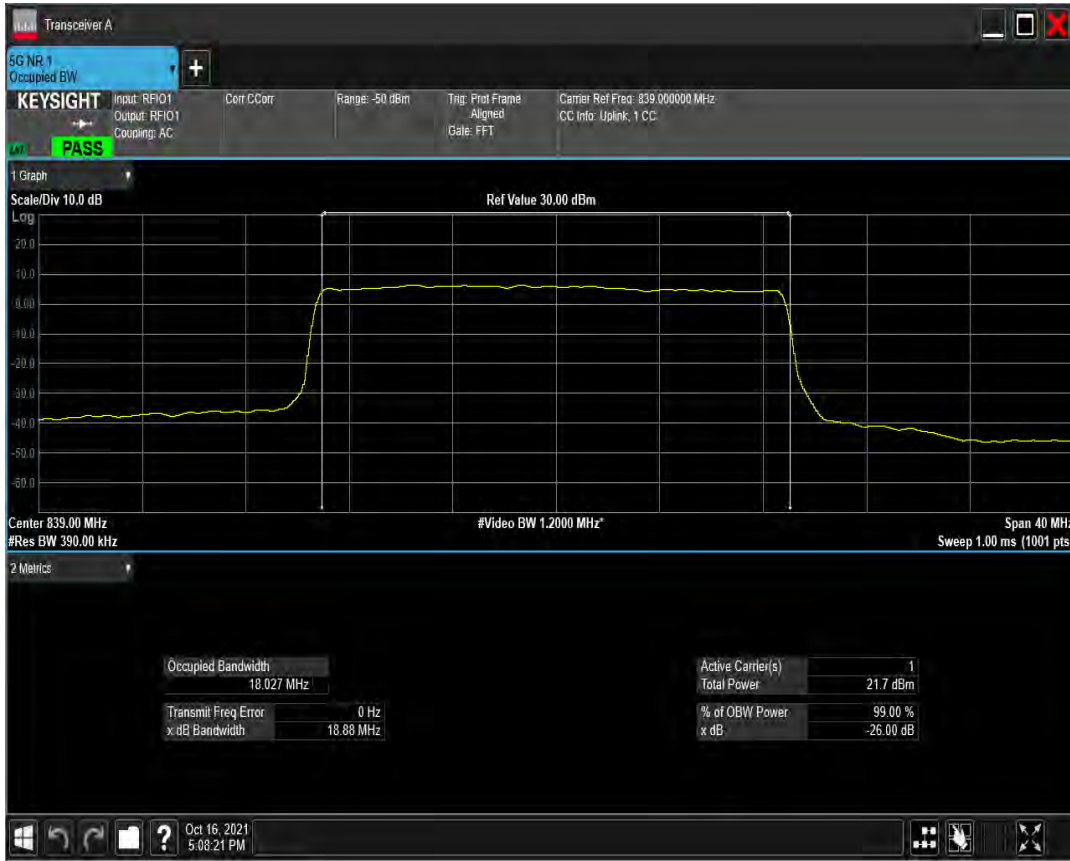 Transceiver A
5G NR 1
Occupied BW
+
KEYSIGHT
Input: RFIO1
Output: RFIO1
Coupling: AC
Corr CCorr
Range: -50 dBm
Trig: Prot Frame
Aligned
Gate: FFT
Carrier Ref Freq: 839.000000 MHz
CC Info: Uplink, 1 CC
PASS
1 Graph
Scale/Div 10.0 dB
Ref Value 30.00 dBm
Log
20.0
10.0
0.00
-10.0
-20.0
-30.0
-40.0
-50.0
-60.0
Center 839.00 MHz
#Video BW 1.2000 MHz*
Span 40 MHz
#Res BW 390.00 kHz
Sweep 1.00 ms (1001 pts
2 Metrics
Occupied Bandwidth
18.027 MHz
Transmit Freq Error 0 Hz
x dB Bandwidth 18.88 MHz
Active Carrier(s) 1
Total Power 21.7 dBm
% of OBW Power 99.00 %
x dB -26.00 dB
?
Oct 16, 2021
5:08:21 PM